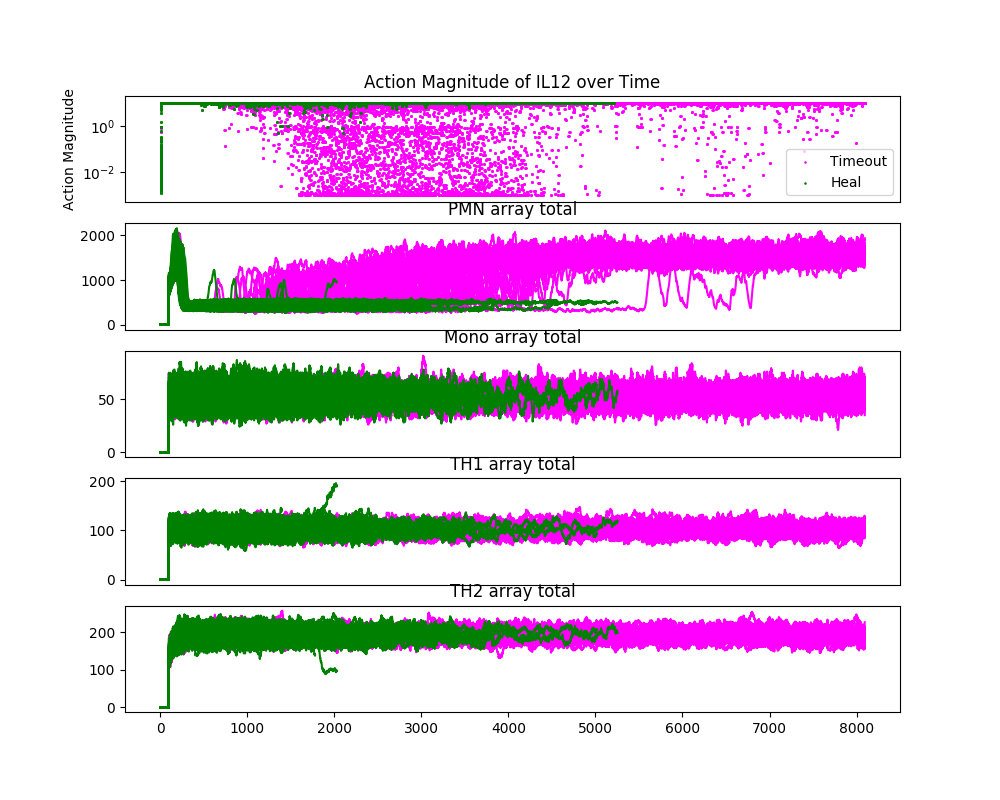 Action Magnitude of IL12 over Time
Action Magnitude
10⁰
10⁻²
Timeout
Heal
PMN array total
2000
1000
0
Mono array total
50
0
TH1 array total
200
100
0
TH2 array total
200
100
0
0 1000 2000 3000 4000 5000 6000 7000 8000